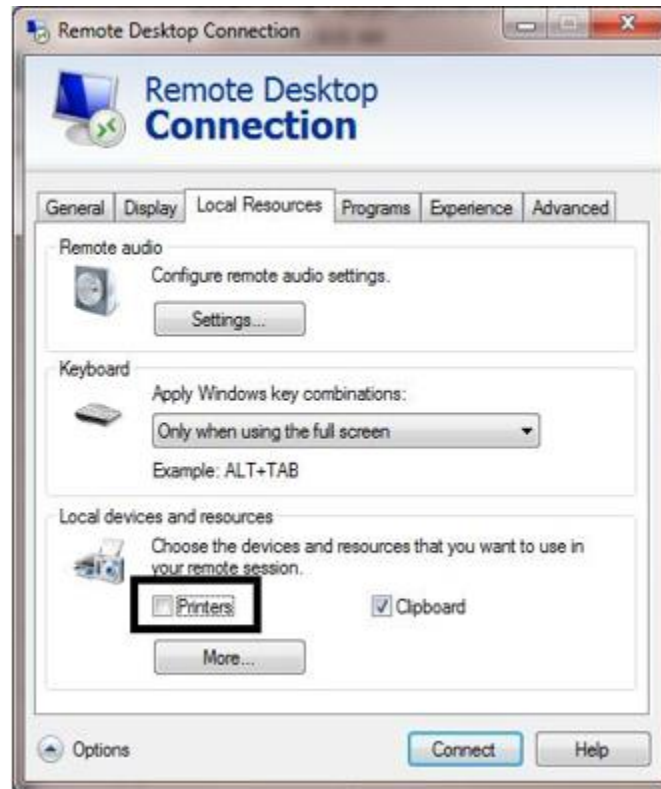 Remote Desktop Connection
Remote Desktop
Connection
General Display Local Resources Programs Experience Advanced
Remote audio
Configure remote audio settings.
Settings...
Keyboard
Apply Windows key combinations:
Only when using the full screen
Example: ALT+TAB
Local devices and resources
Choose the devices and resources that you want to use in
your remote session.
Printers Clipboard
More...
Options Connect Help